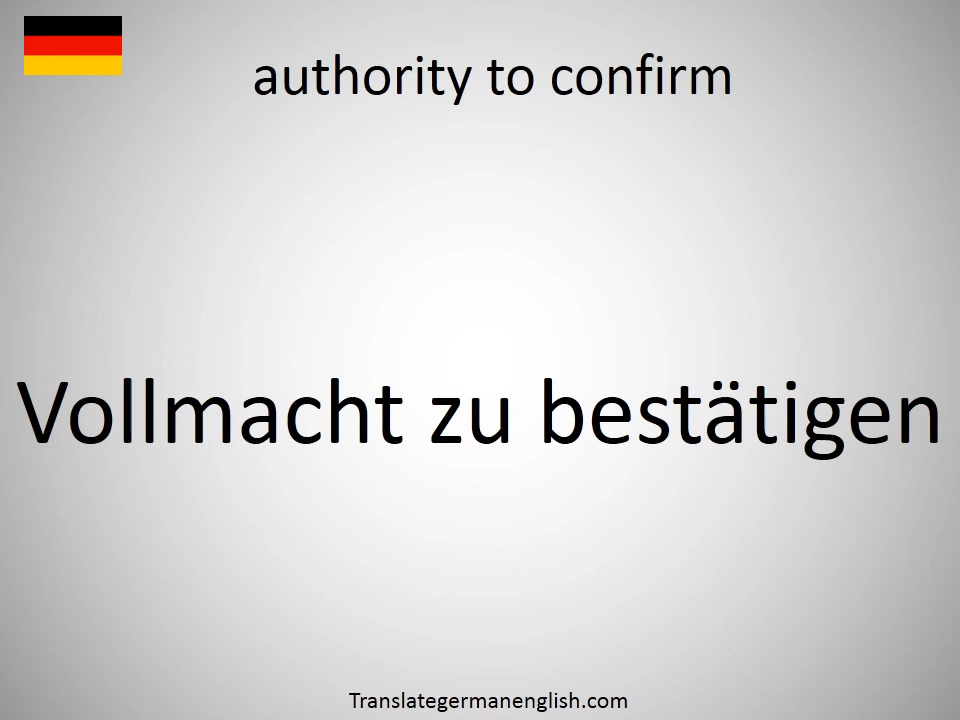 authority to confirm
Vollmacht zu bestätigen
Translategermanenglish.com